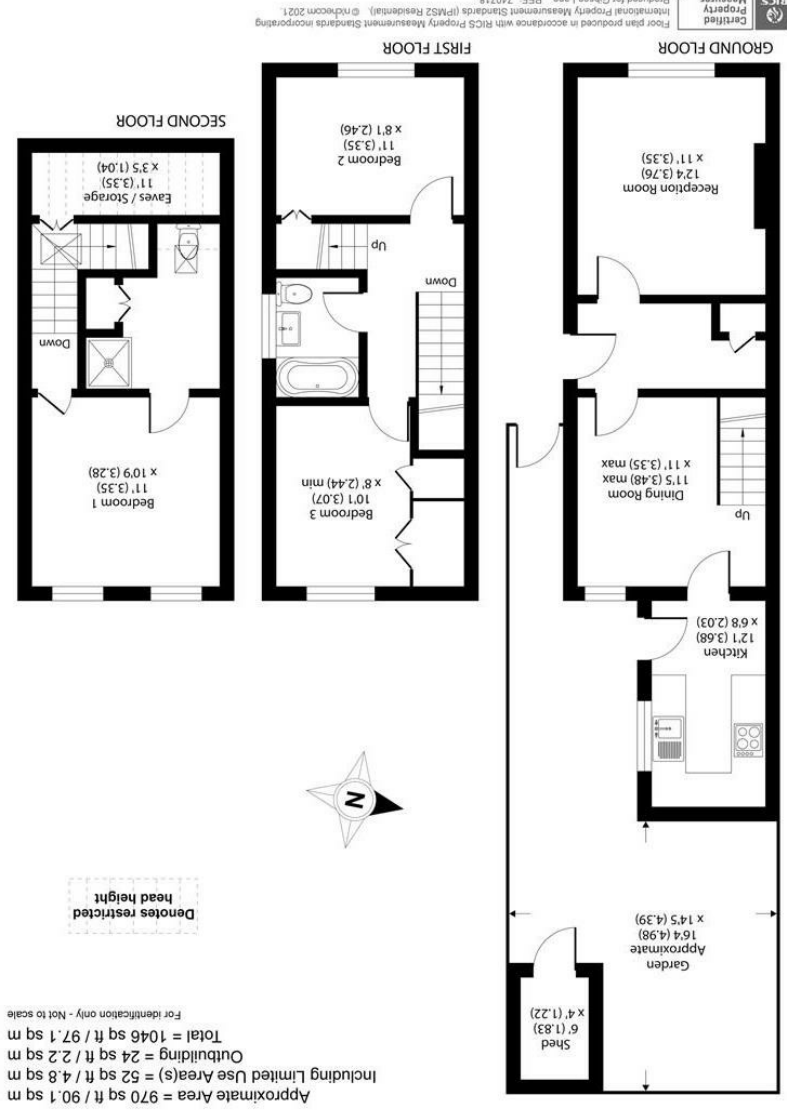 Approximate Area = 970 sq ft / 90.1 sq m
Including Limited Use Area(s) = 52 sq ft / 4.8 sq m
Outbuilding = 24 sq ft / 2.2 sq m
Total = 1046 sq ft / 97.1 sq m
For identification only - Not to scale
Denotes restricted
head height
N
Shed
6' (1.83)
x 4' (1.22)
Garden
Approximate
16'4 (4.98)
x 14'5 (4.39)
Kitchen
12'1 (3.68)
x 6'8 (2.03)
Up
Dining Room
11'5 (3.48) max
x 11' (3.35) max
Reception Room
12'4 (3.76)
x 11' (3.35)
GROUND FLOOR
Bedroom 3
10'1 (3.07)
x 8' (2.44) min
Down
Up
Bedroom 2
11' (3.35)
x 8'1 (2.46)
FIRST FLOOR
Bedroom 1
11' (3.35)
x 10'9 (3.28)
Down
Eaves / Storage
11' (3.35)
x 3'5 (1.04)
SECOND FLOOR
RICS
Certified
Property
Measurer
Floor plan produced in accordance with RICS Property Measurement Standards incorporating
International Property Measurement Standards (IPMS2 Residential). © nichecom 2021.
Produced for Gibson Lane. REF: 740718